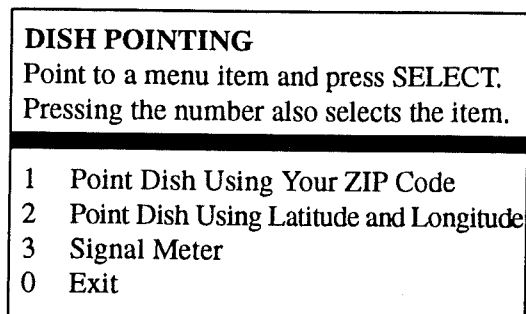 DISH POINTING
Point to a menu item and press SELECT.
Pressing the number also selects the item.
1 Point Dish Using Your ZIP Code
2 Point Dish Using Latitude and Longitude
3 Signal Meter
0 Exit